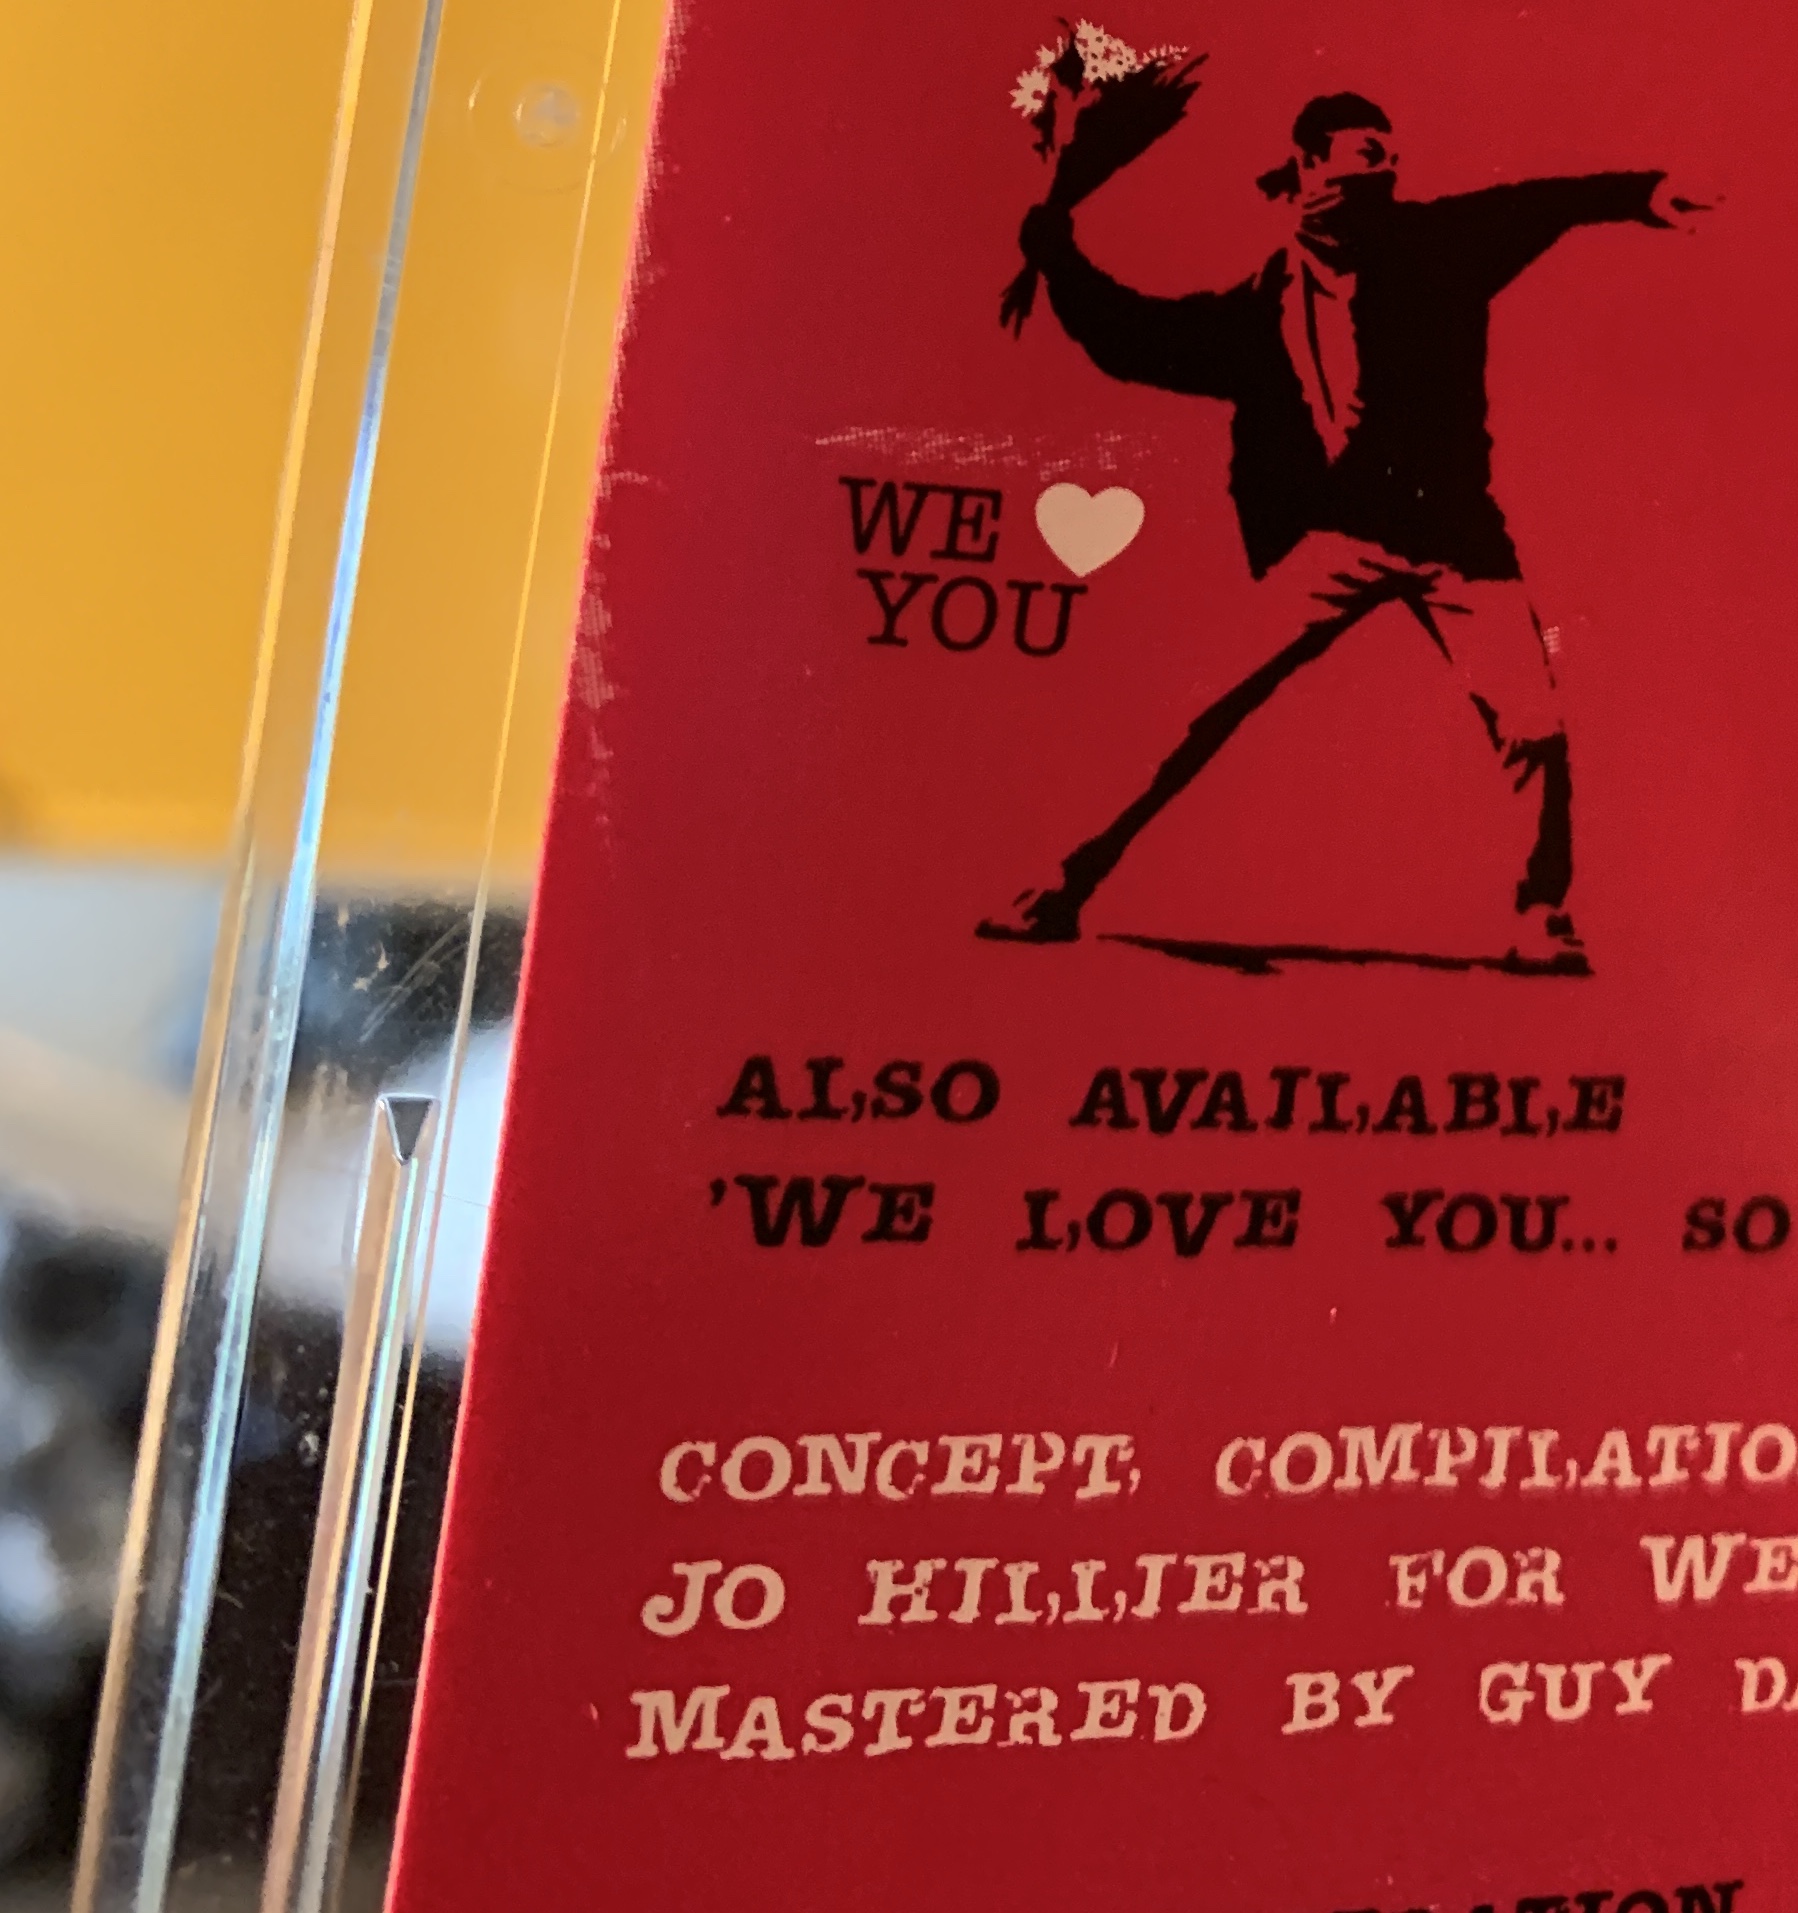 WE ♥
YOU
ALSO AVAILABLE
'WE LOVE YOU... SO
CONCEPT, COMPILATIO
JO HILLIER FOR WE
MASTERED BY GUY DA